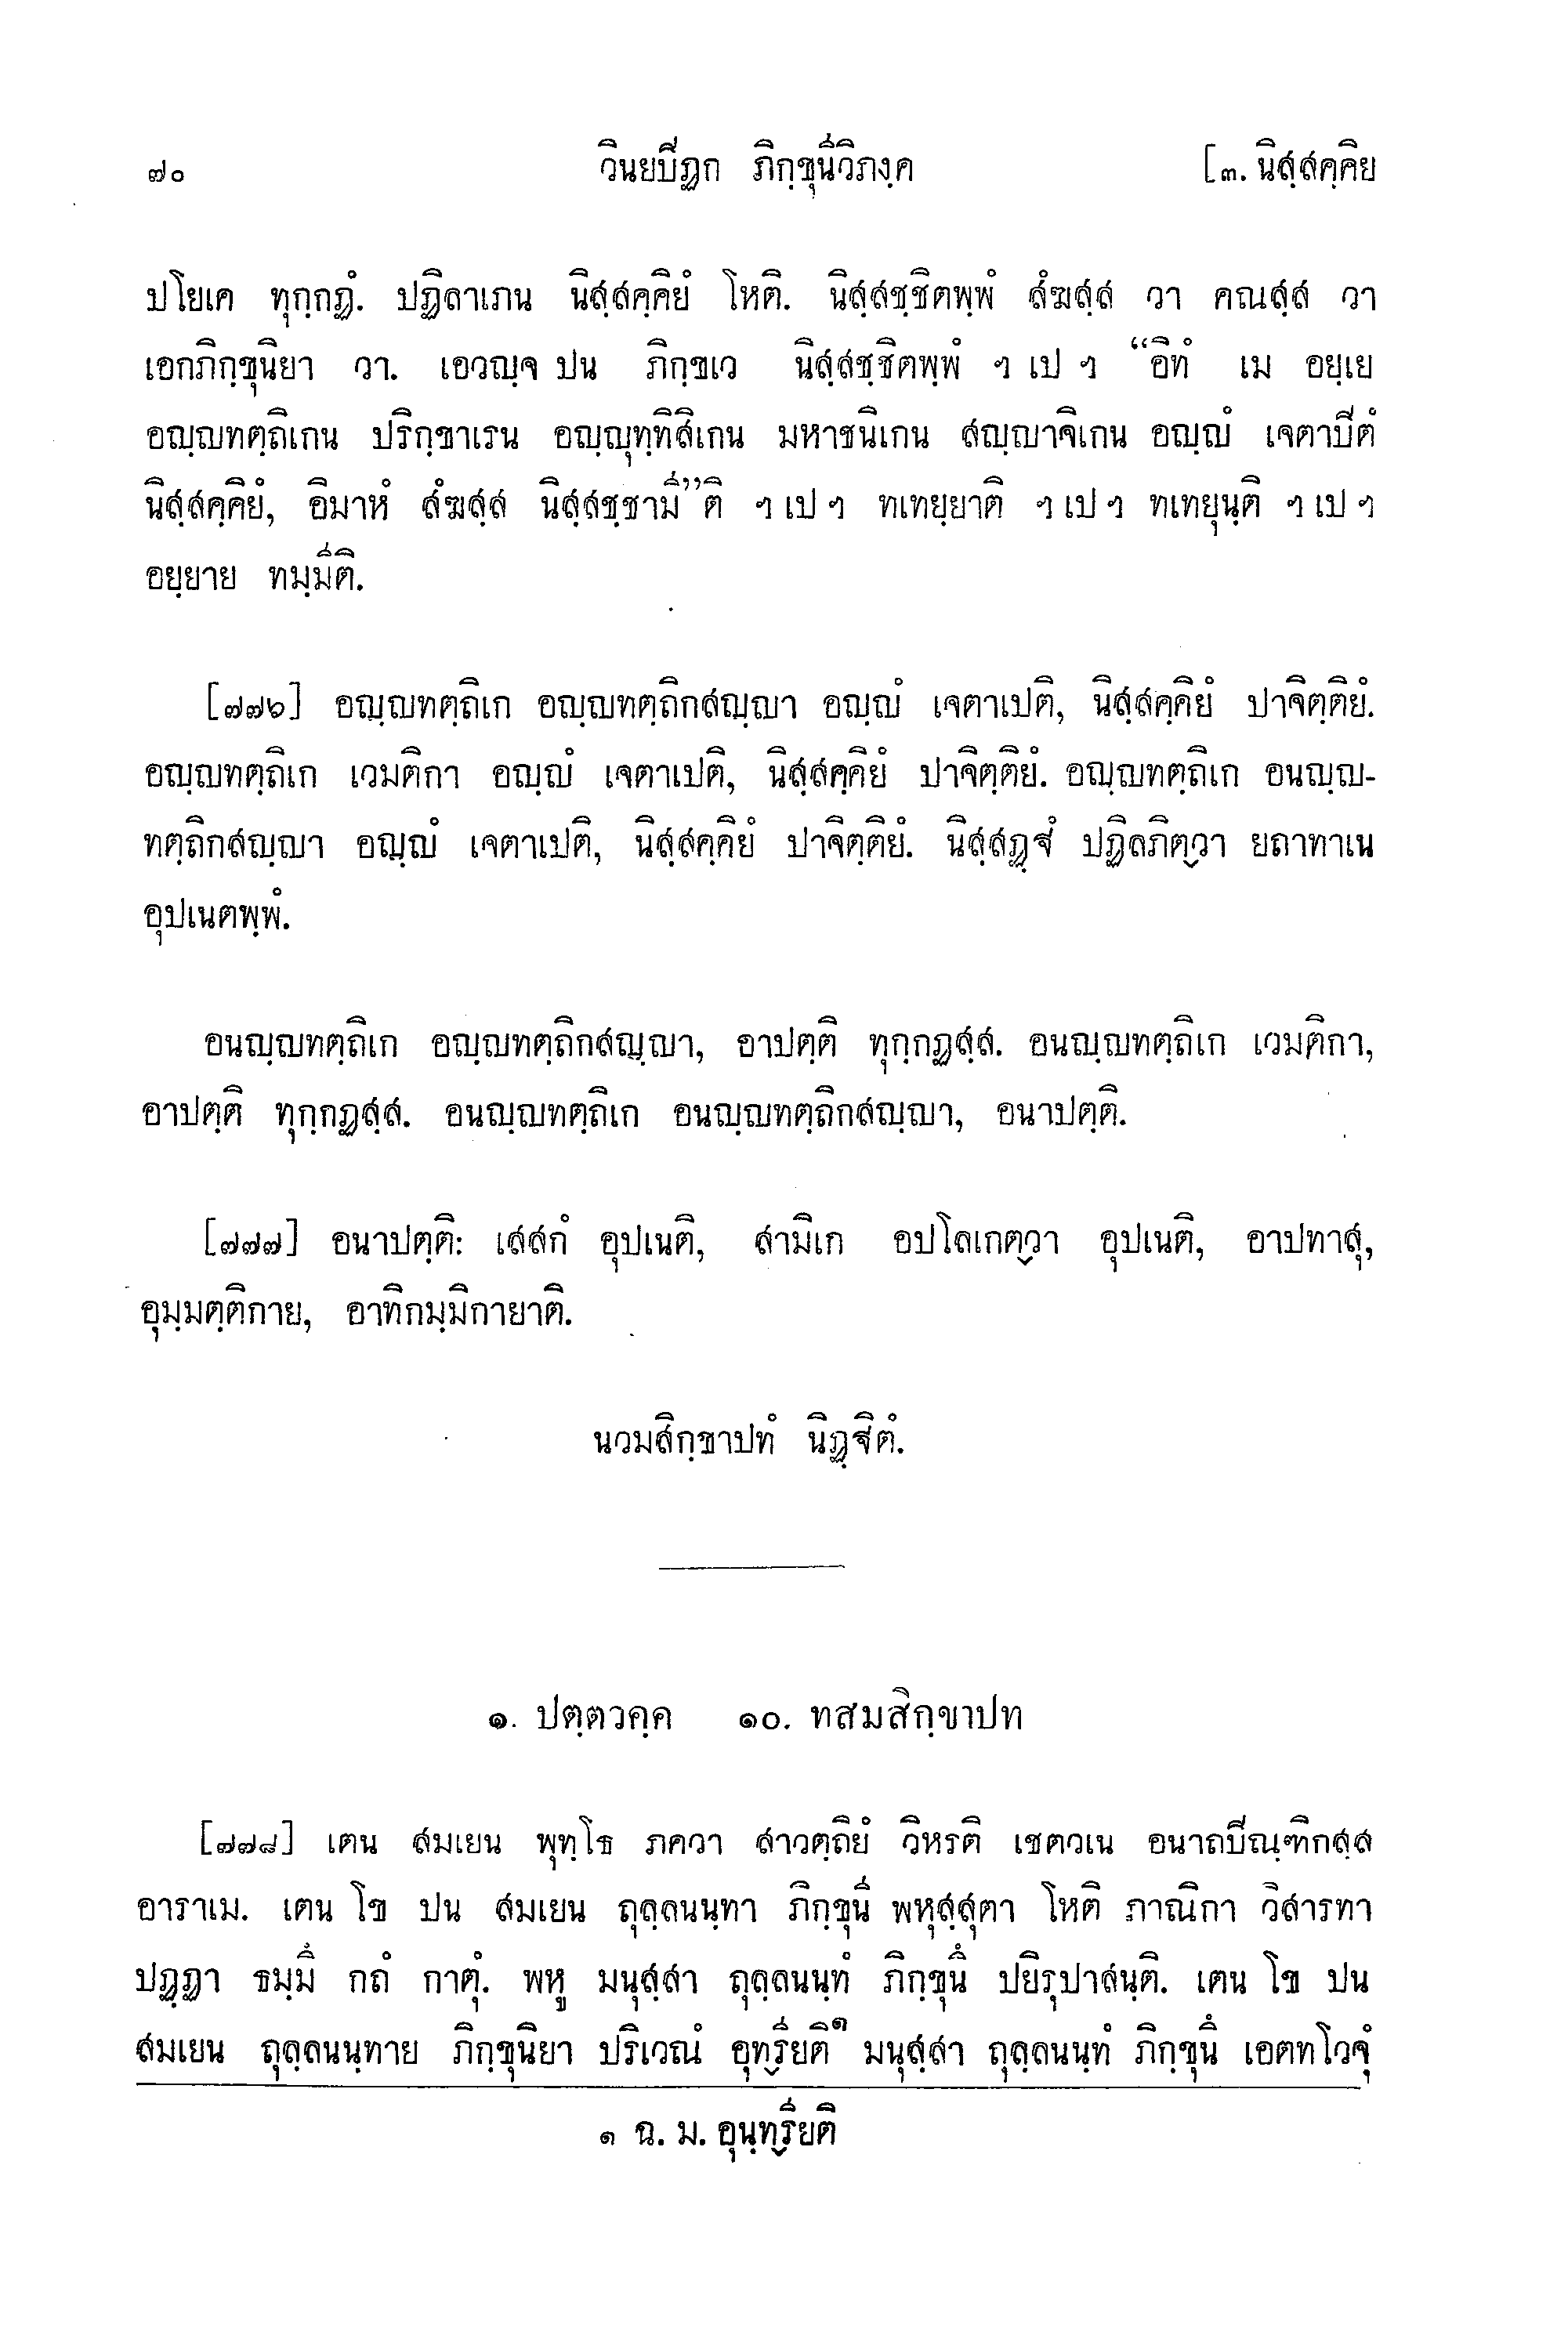 ๗๐ วินยปีฏก ภิกฺขุนีวิภงฺค [๓. นิสฺสคฺคิย
ปโยเค ทุกฺกฏํ. ปฏิลาเภน นิสฺสคฺคิยํ โหติ. นิสฺสชฺชิตพฺพํ สํฆสฺส วา คณสฺส วา
เอกภิกฺขุนิยา วา. เอวญฺจ ปน ภิกฺขเว นิสฺสชฺชิตพฺพํ ฯ เป ฯ “อิทํ เม อยฺเย
อญฺญทตฺถิเกน ปริกฺขาเรน อญฺญุทฺทิสิเกน มหาชนิเกน สญฺญาจิเกน อญฺญํ เจตาปีตํ
นิสฺสคฺคิยํ, อิมาหํ สํฆสฺส นิสฺสชฺชามี”ติ ฯ เป ฯ ทเทยฺยาติ ฯ เป ฯ ทเทยฺยุนฺติ ฯ เป ฯ
อยฺยาย ทมฺมีติ.
[๗๗๖] อญฺญทตฺถิเก อญฺญทตฺถิกสญฺญา อญฺญํ เจตาเปติ, นิสฺสคฺคิยํ ปาจิตฺติยํ.
อญฺญทตฺถิเก เวมติกา อญฺญํ เจตาเปติ, นิสฺสคฺคิยํ ปาจิตฺติยํ. อญฺญทตฺถิเก อนญฺญ-
ทตฺถิกสญฺญา อญฺญํ เจตาเปติ, นิสฺสคฺคิยํ ปาจิตฺติยํ. นิสฺสฏฺฐํ ปฏิลภิตฺวา ยถาทาเน
อุปเนตพฺพํ.
อนญฺญทตฺถิเก อญฺญทตฺถิกสญฺญา, อาปตฺติ ทุกฺกฏสฺส. อนญฺญทตฺถิเก เวมติกา,
อาปตฺติ ทุกฺกฏสฺส. อนญฺญทตฺถิเก อนญฺญทตฺถิกสญฺญา, อนาปตฺติ.
[๗๗๗] อนาปตฺติ: เสสกํ อุปเนติ, สามิเก อปโลเกตฺวา อุปเนติ, อาปทาสุ,
อุมฺมตฺติกาย, อาทิกมฺมิกายาติ.
นวมสิกฺขาปทํ นิฏฺฐิตํ.
๑. ปตฺตวคฺค ๑๐. ทสมสิกฺขาปท
[๗๗๘] เตน สมเยน พุทฺโธ ภควา สาวตฺถิยํ วิหรติ เชตวเน อนาถปีณฺฑิกสฺส
อาราเม. เตน โข ปน สมเยน ถุลฺลนนฺทา ภิกฺขุนี พหุสฺสุตา โหติ ภาณิกา วิสารทา
ปฏฺฏา ธมฺมึ กถํ กาตุํ. พหู มนุสฺสา ถุลฺลนนฺทํ ภิกฺขุนึ ปยิรุปาสนฺติ. เตน โข ปน
สมเยน ถุลฺลนนฺทาย ภิกฺขุนิยา ปริเวณํ อุทฺรียติ๑ มนุสฺสา ถุลฺลนนฺทํ ภิกฺขุนึ เอตทโวจุํ
๑ ฉ. ม. อุนฺทฺรียติ